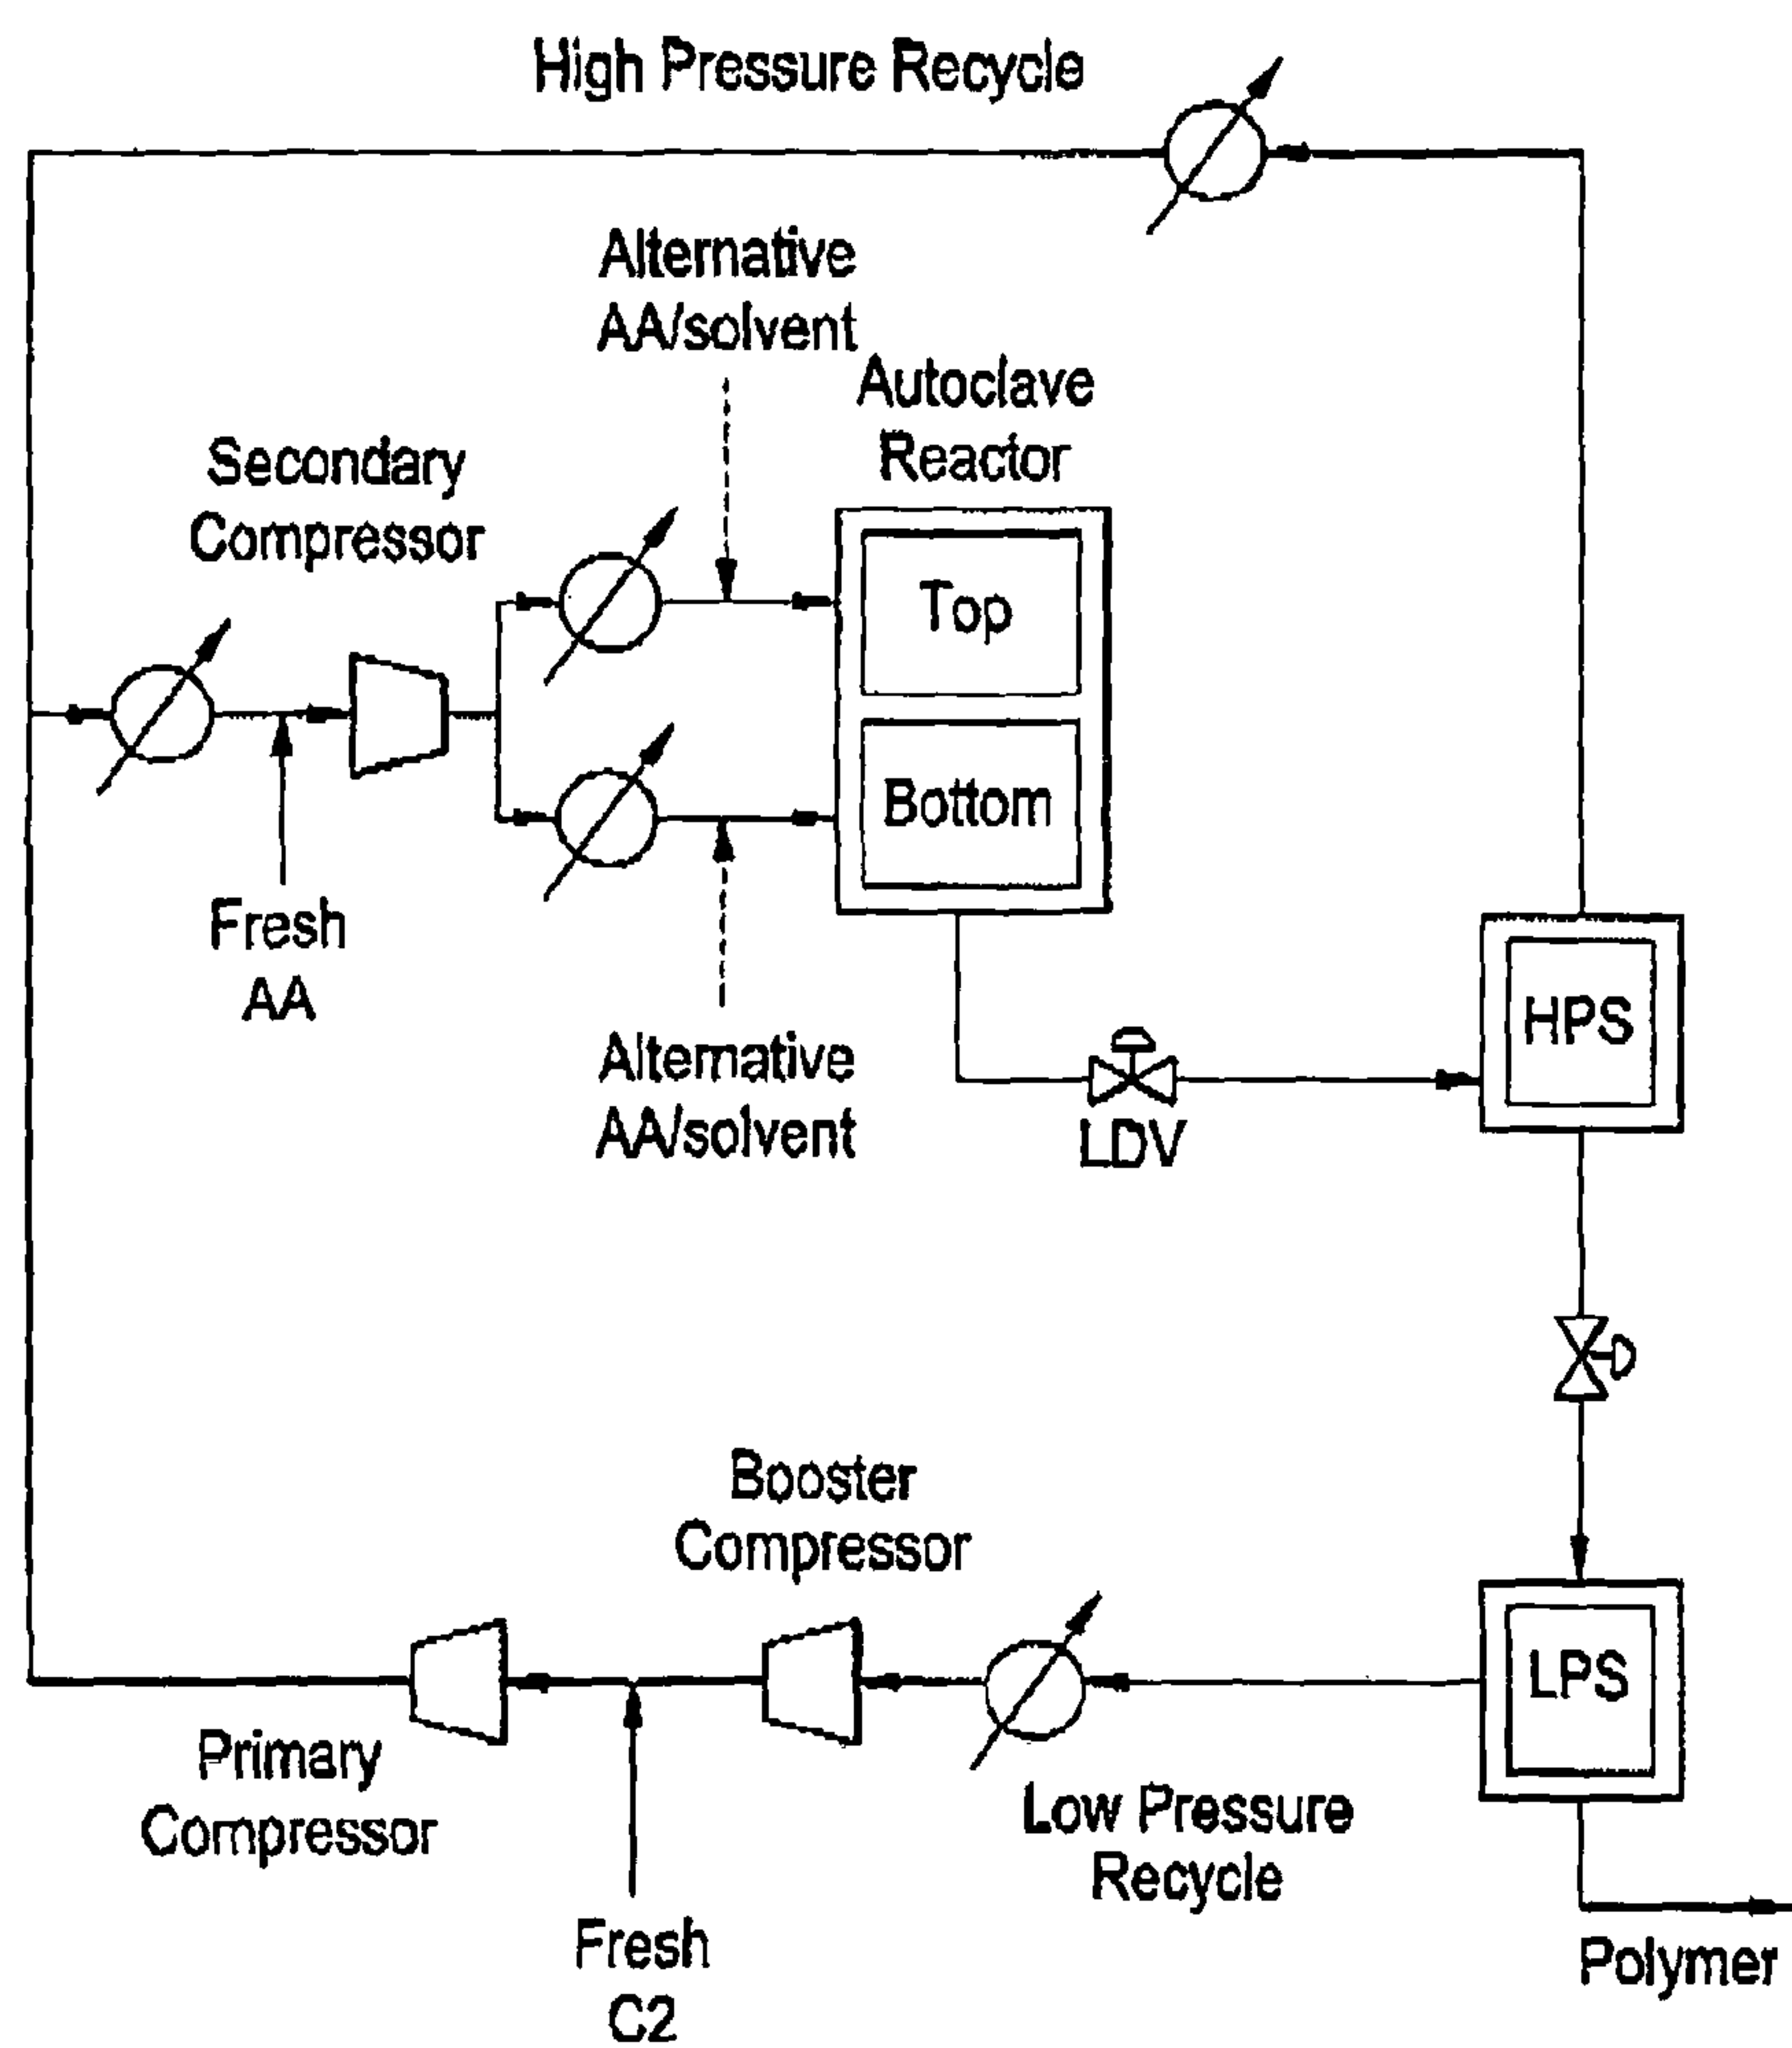 High Pressure Recycle
Alternative
AA/solvent
Autoclave
Reactor
Secondary
Compressor
Top
Bottom
Fresh
AA
HPS
Alternative
AA/solvent
LDV
Booster
Compressor
LPS
Primary
Compressor
Low Pressure
Recycle
Fresh
C2
Polymer